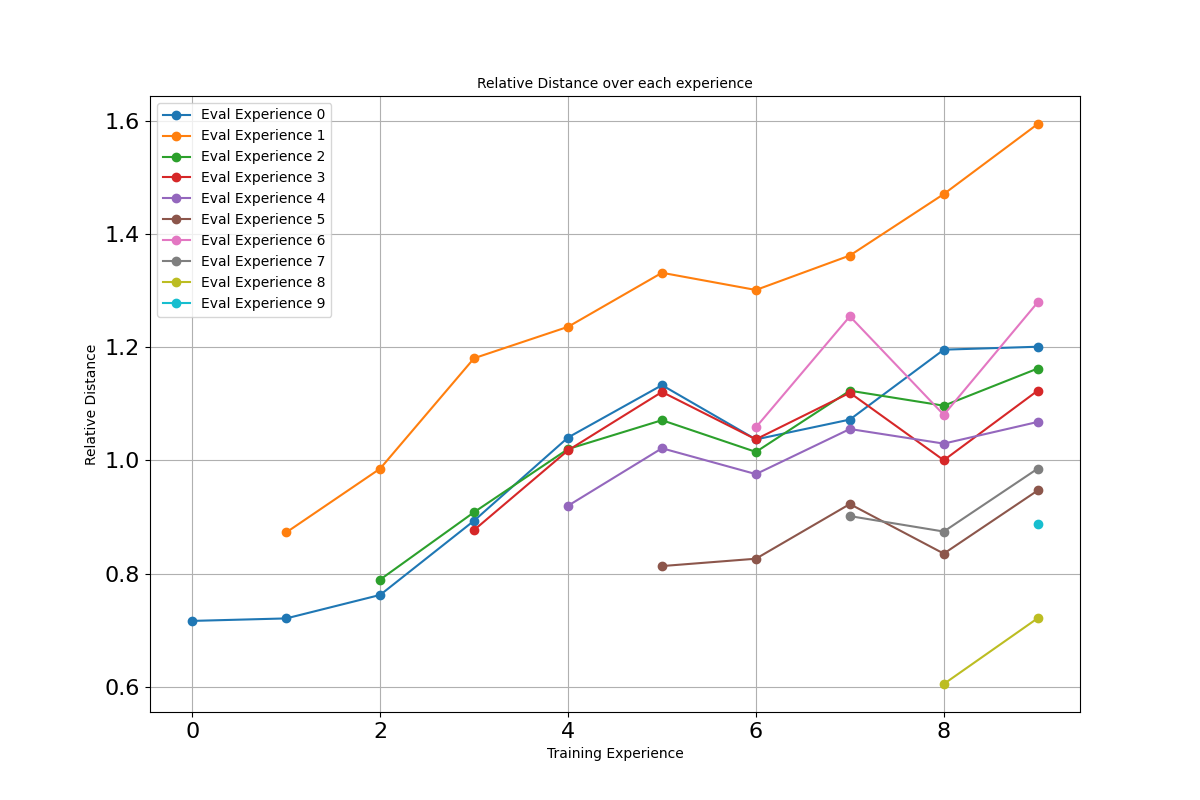 Relative Distance over each experience
1.6
1.4
1.2
1.0
0.8
0.6
Relative Distance
Eval Experience 0
Eval Experience 1
Eval Experience 2
Eval Experience 3
Eval Experience 4
Eval Experience 5
Eval Experience 6
Eval Experience 7
Eval Experience 8
Eval Experience 9
0 2 4 6 8
Training Experience